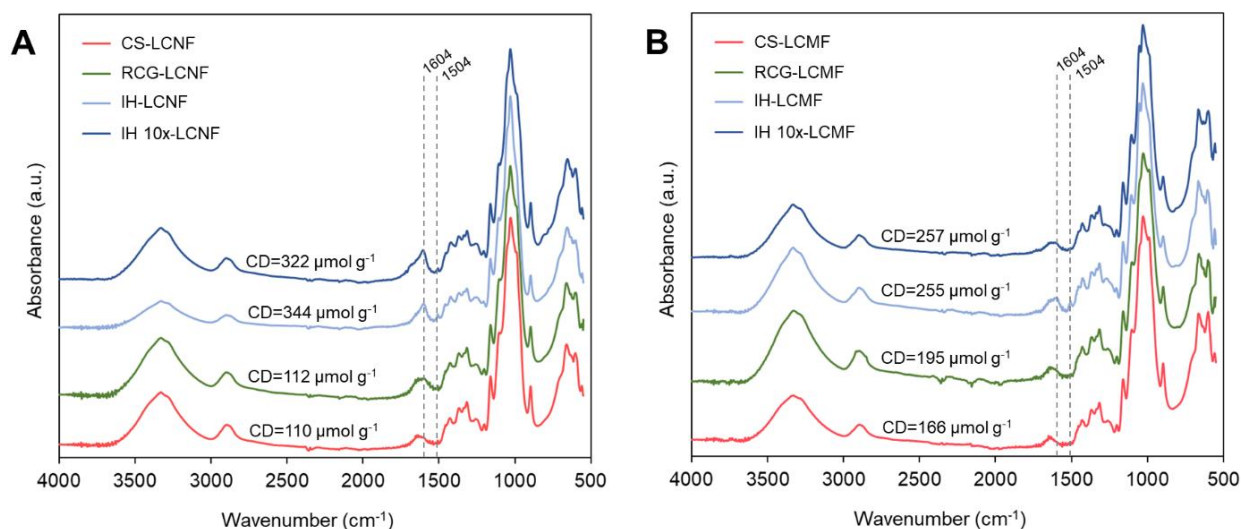 A
CS-LCNF
RCG-LCNF
IH-LCNF
IH 10x-LCNF
1604
1504
CD=322 µmol g⁻¹
CD=344 µmol g⁻¹
CD=112 µmol g⁻¹
CD=110 µmol g⁻¹
Absorbance (a.u.)
4000 3500 3000 2500 2000 1500 1000 500
Wavenumber (cm⁻¹)
B
CS-LCMF
RCG-LCMF
IH-LCMF
IH 10x-LCMF
1604
1504
CD=257 µmol g⁻¹
CD=255 µmol g⁻¹
CD=195 µmol g⁻¹
CD=166 µmol g⁻¹
Absorbance (a.u.)
4000 3500 3000 2500 2000 1500 1000 500
Wavenumber (cm⁻¹)